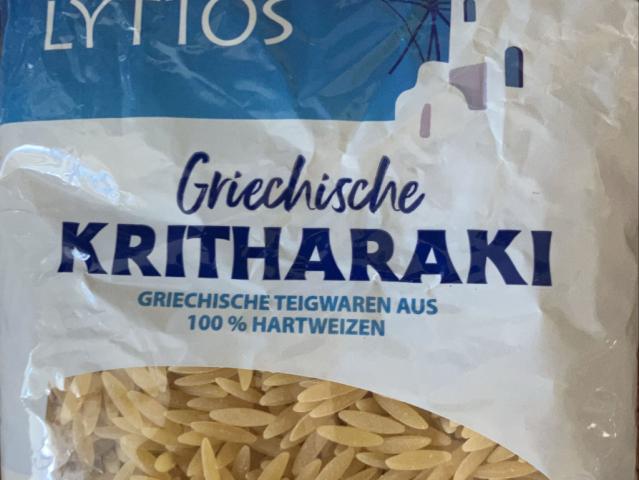 LYTTOS
Griechische
KRITHARAKI
GRIECHISCHE TEIGWAREN AUS
100 % HARTWEIZEN